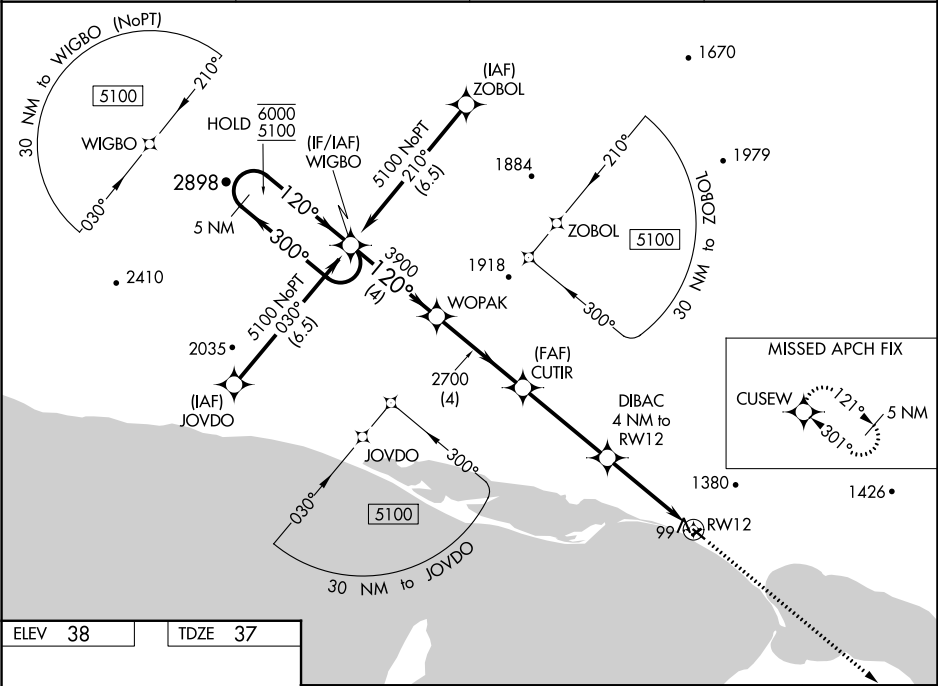 30 NM to WIGBO (NoPT)
5100
210°
WIGBO
030°
HOLD
6000
5100
(IF/IAF)
WIGBO
(IAF)
ZOBOL
5100 NoPT
210°
(6.5)
1670
1884
1979
210°
ZOBOL
5100
300°
30 NM to ZOBOL
2898
120°
5 NM
300°
2410
1918
3900
120°
(4)
WOPAK
5100 NoPT
030°
(6.5)
2035
(IAF)
JOVDO
2700
(4)
(FAF)
CUTIR
DIBAC
4 NM to
RW12
MISSED APCH FIX
CUSEW
121°
301°
5 NM
JOVDO
030°
300°
5100
30 NM to JOVDO
1380
1426
99
RW12
ELEV 38
TDZE 37